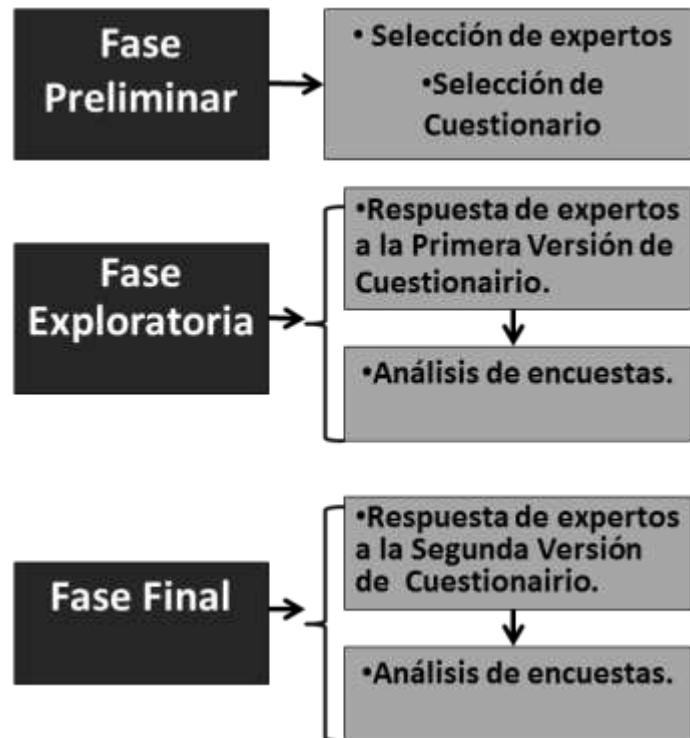 Fase
Preliminar
• Selección de expertos
•Selección de
Cuestionario
Fase
Exploratoria
•Respuesta de expertos
a la Primera Versión de
Cuestionairio.
•Análisis de encuestas.
Fase Final
•Respuesta de expertos
a la Segunda Versión
de Cuestionairio.
•Análisis de encuestas.